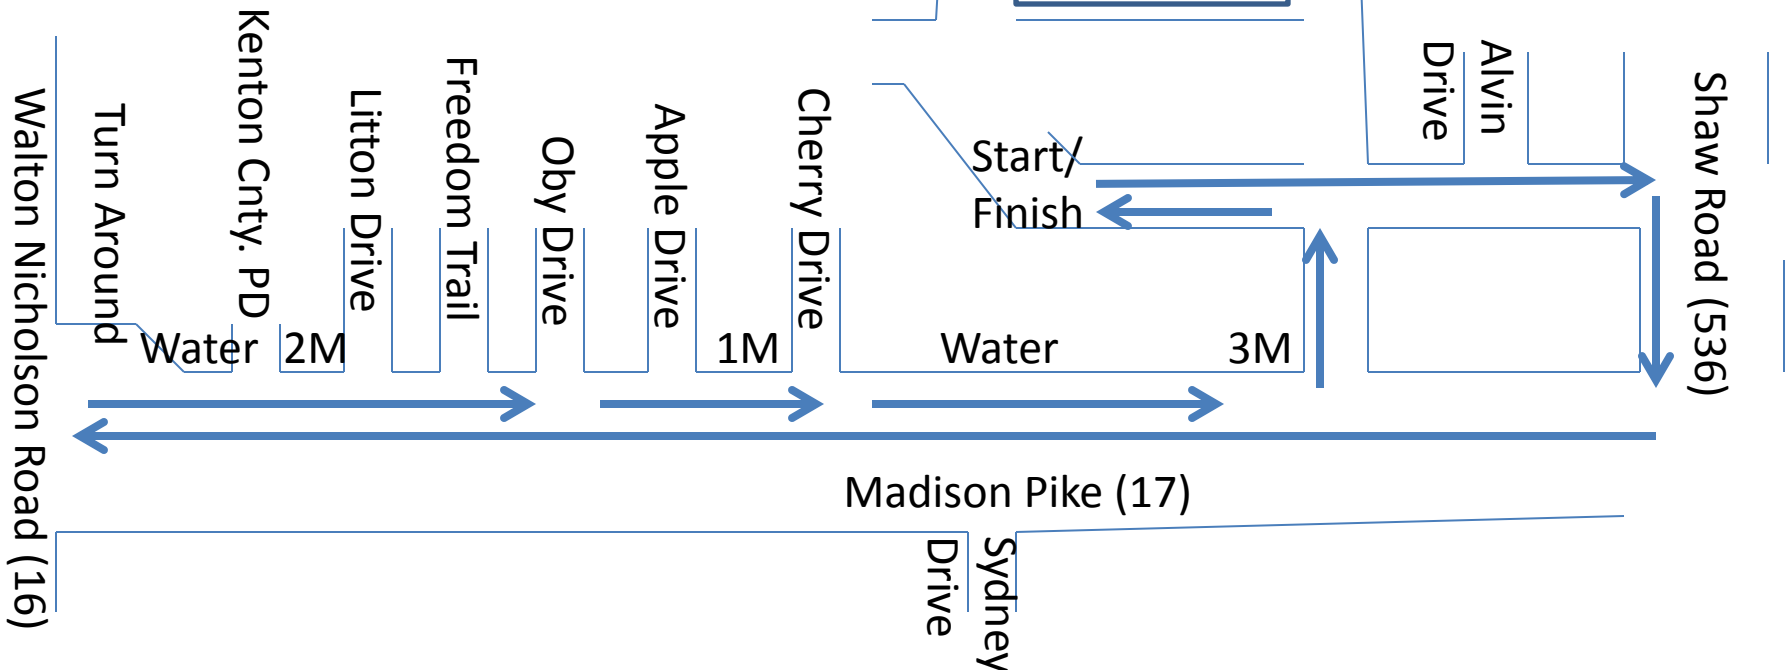 Walton Nicholson Road (16)
Turn Around
Kenton Cnty. PD
Litton Drive
Freedom Trail
Oby Drive
Apple Drive
Cherry Drive
Start/
Finish
Alvin
Drive
Shaw Road (536)
Water
2M
1M
Water
3M
Madison Pike (17)
Sydney
Drive